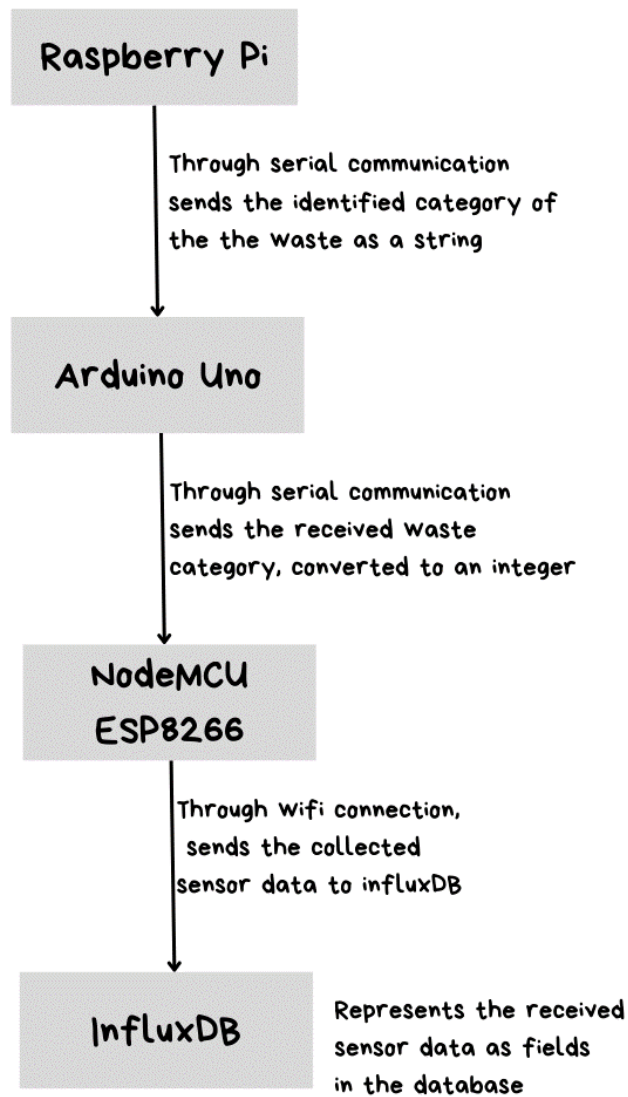 Raspberry Pi
Through serial communication
sends the identified category of
the the waste as a string
Arduino Uno
Through serial communication
sends the received waste
category, converted to an integer
NodeMCU
ESP8266
Through Wifi connection,
sends the collected
sensor data to influxDB
InfluxDB
Represents the received
sensor data as fields
in the database